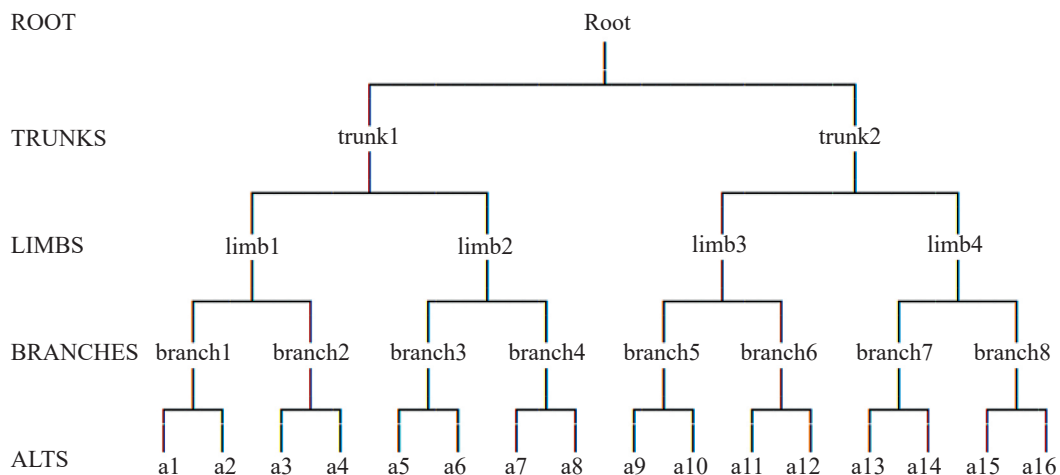 ROOT Root
TRUNKS trunk1 trunk2
LIMBS limb1 limb2 limb3 limb4
BRANCHES branch1 branch2 branch3 branch4 branch5 branch6 branch7 branch8
ALTS a1 a2 a3 a4 a5 a6 a7 a8 a9 a10 a11 a12 a13 a14 a15 a16